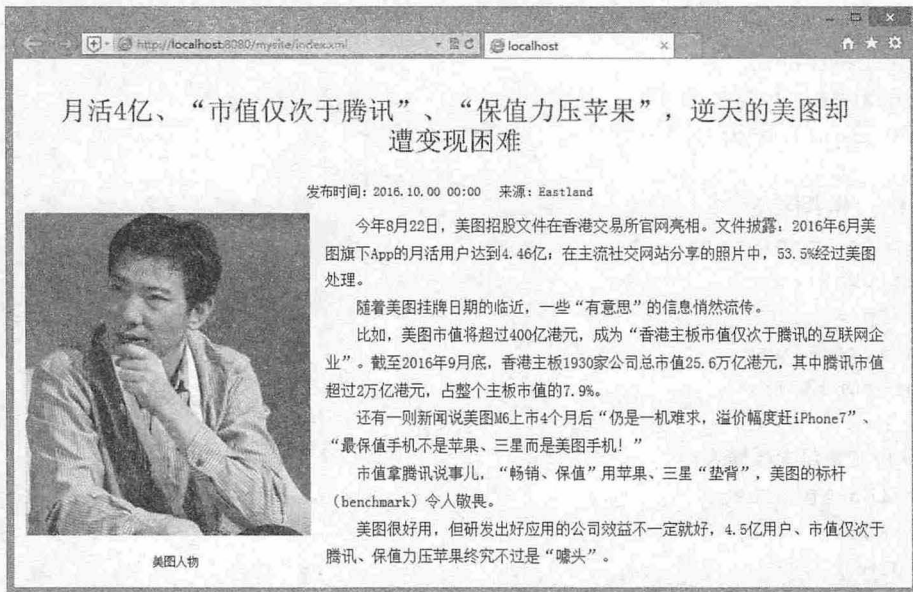 http://localhost:8080/mysite/index.xml
localhost
月活4亿、“市值仅次于腾讯”、“保值力压苹果”，逆天的美图却
遭变现困难
发布时间：2016.10.00 00:00 来源：Eastland
今年8月22日，美图招股文件在香港交易所官网亮相。文件披露：2016年6月美
图旗下App的月活用户达到4.46亿；在主流社交网站分享的照片中，53.5%经过美图
处理。
随着美图挂牌日期的临近，一些“有意思”的信息悄然流传。
比如，美图市值将超过400亿港元，成为“香港主板市值仅次于腾讯的互联网企
业”。截至2016年9月底，香港主板1930家公司总市值25.6万亿港元，其中腾讯市值
超过2万亿港元，占整个主板市值的7.9%。
还有一则新闻说美图M6上市4个月后“仍是一机难求，溢价幅度赶iPhone7”、
“最保值手机不是苹果、三星而是美图手机！”
市值拿腾讯说事儿，“畅销、保值”用苹果、三星“垫背”，美图的标杆
（benchmark）令人敬畏。
美图很好用，但研发出好应用的公司效益不一定就好，4.5亿用户、市值仅次于
腾讯、保值力压苹果终究不过是“噱头”。
美图人物